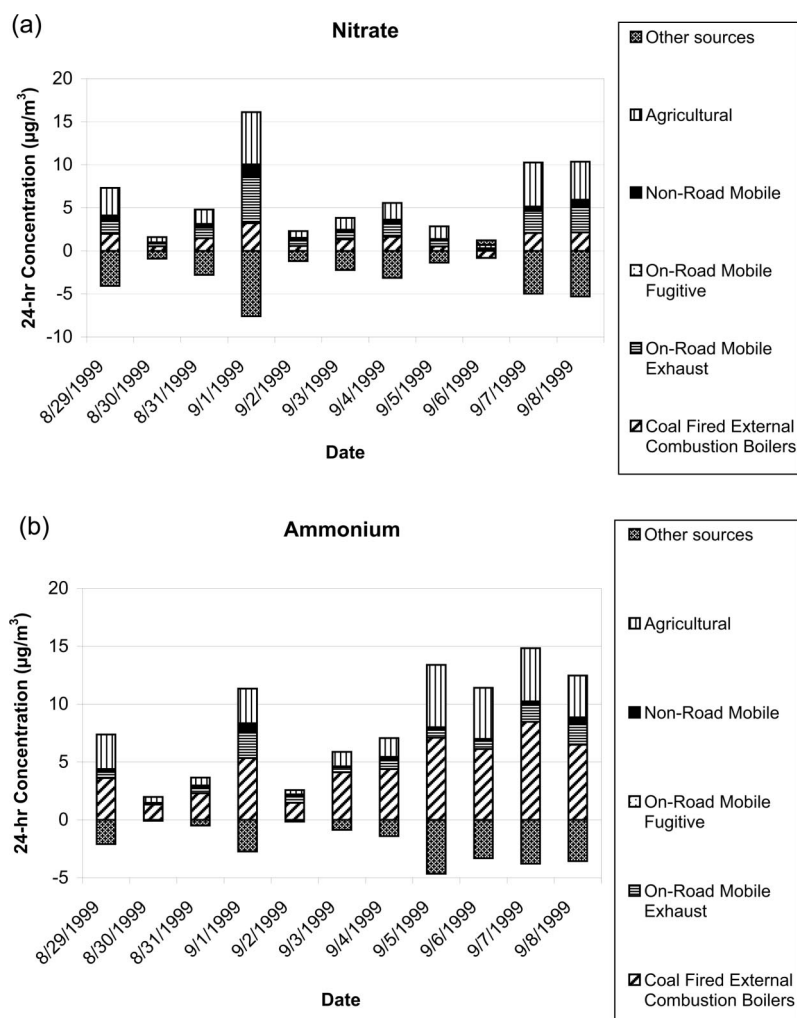 (a)
Nitrate
24-hr Concentration (µg/m³)
20
15
10
5
0
-5
-10
8/29/1999
8/30/1999
8/31/1999
9/1/1999
9/2/1999
9/3/1999
9/4/1999
9/5/1999
9/6/1999
9/7/1999
9/8/1999
Date
Other sources
Agricultural
Non-Road Mobile
On-Road Mobile
Fugitive
On-Road Mobile
Exhaust
Coal Fired External
Combustion Boilers
(b)
Ammonium
24-hr Concentration (µg/m³)
20
15
10
5
0
-5
8/29/1999
8/30/1999
8/31/1999
9/1/1999
9/2/1999
9/3/1999
9/4/1999
9/5/1999
9/6/1999
9/7/1999
9/8/1999
Date
Other sources
Agricultural
Non-Road Mobile
On-Road Mobile
Fugitive
On-Road Mobile
Exhaust
Coal Fired External
Combustion Boilers